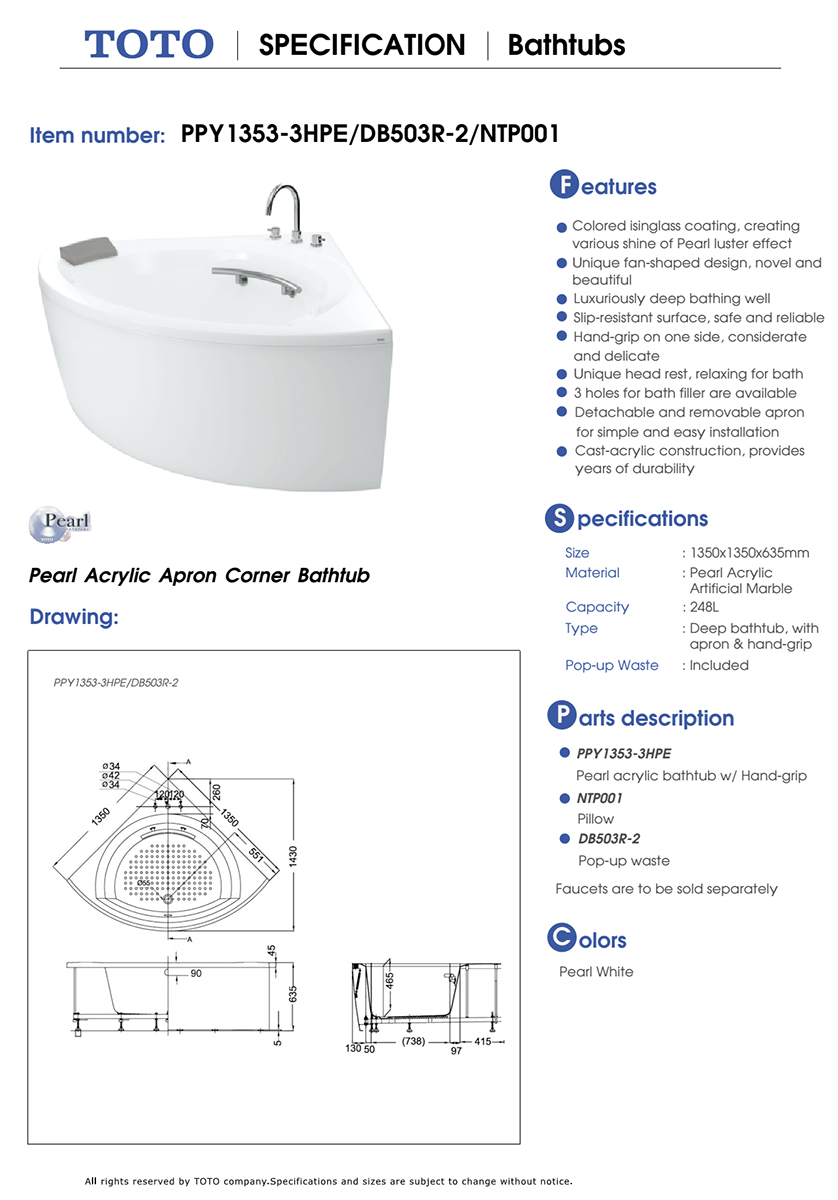 TOTO | SPECIFICATION | Bathtubs
Item number: PPY1353-3HPE/DB503R-2/NTP001
Features
Colored isinglass coating, creating
various shine of Pearl luster effect
Unique fan-shaped design, novel and
beautiful
Luxuriously deep bathing well
Slip-resistant surface, safe and reliable
Hand-grip on one side, considerate
and delicate
Unique head rest, relaxing for bath
3 holes for bath filler are available
Detachable and removable apron
for simple and easy installation
Cast-acrylic construction, provides
years of durability
Pearl
TOTO
Pearl Acrylic Apron Corner Bathtub
Specifications
Size : 1350x1350x635mm
Material : Pearl Acrylic
Artificial Marble
Capacity : 248L
Type : Deep bathtub, with
apron & hand-grip
Pop-up Waste : Included
Parts description
PPY1353-3HPE
Pearl acrylic bathtub w/ Hand-grip
NTP001
Pillow
DB503R-2
Pop-up waste
Faucets are to be sold separately
Colors
Pearl White
Drawing:
PPY1353-3HPE/DB503R-2
A
Ø34
Ø42
Ø34
120
120
260
1350
1350
70
551
1430
Ø55
A
45
90
635
5
465
130
50
(738)
97
415
All rights reserved by TOTO company.Specifications and sizes are subject to change without notice.